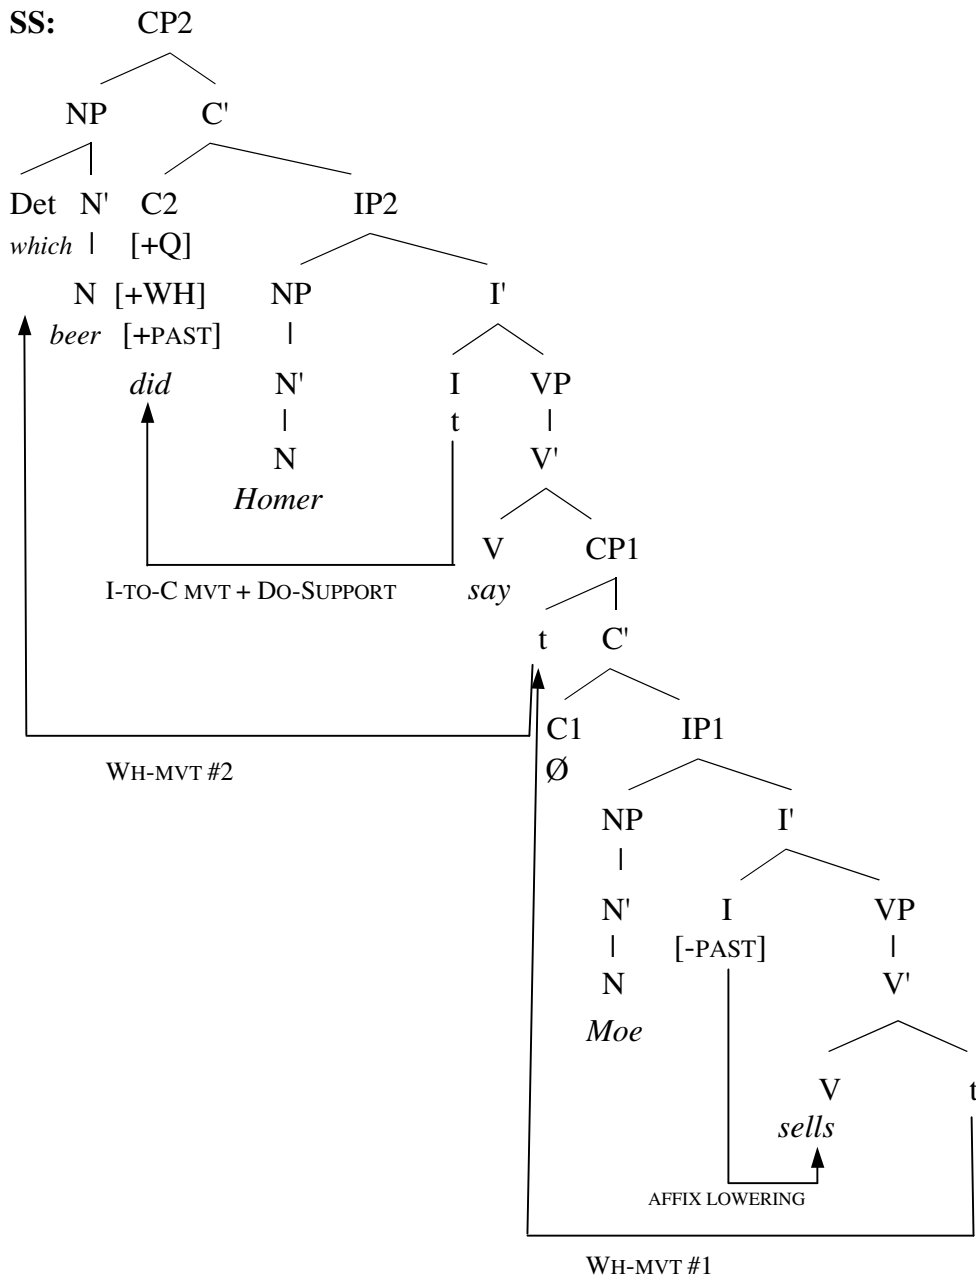 SS: CP2
NP C'
Det N' C2 IP2
which | [+Q]
N [+WH] NP I'
beer [+PAST] |
did N' I VP
| t |
N V'
Homer
V CP1
I-TO-C MVT + DO-SUPPORT say
t C'
C1 IP1
WH-MVT #2 Ø
NP I'
|
N' I VP
| [-PAST] |
N V'
Moe
V t
sells
AFFIX LOWERING
WH-MVT #1